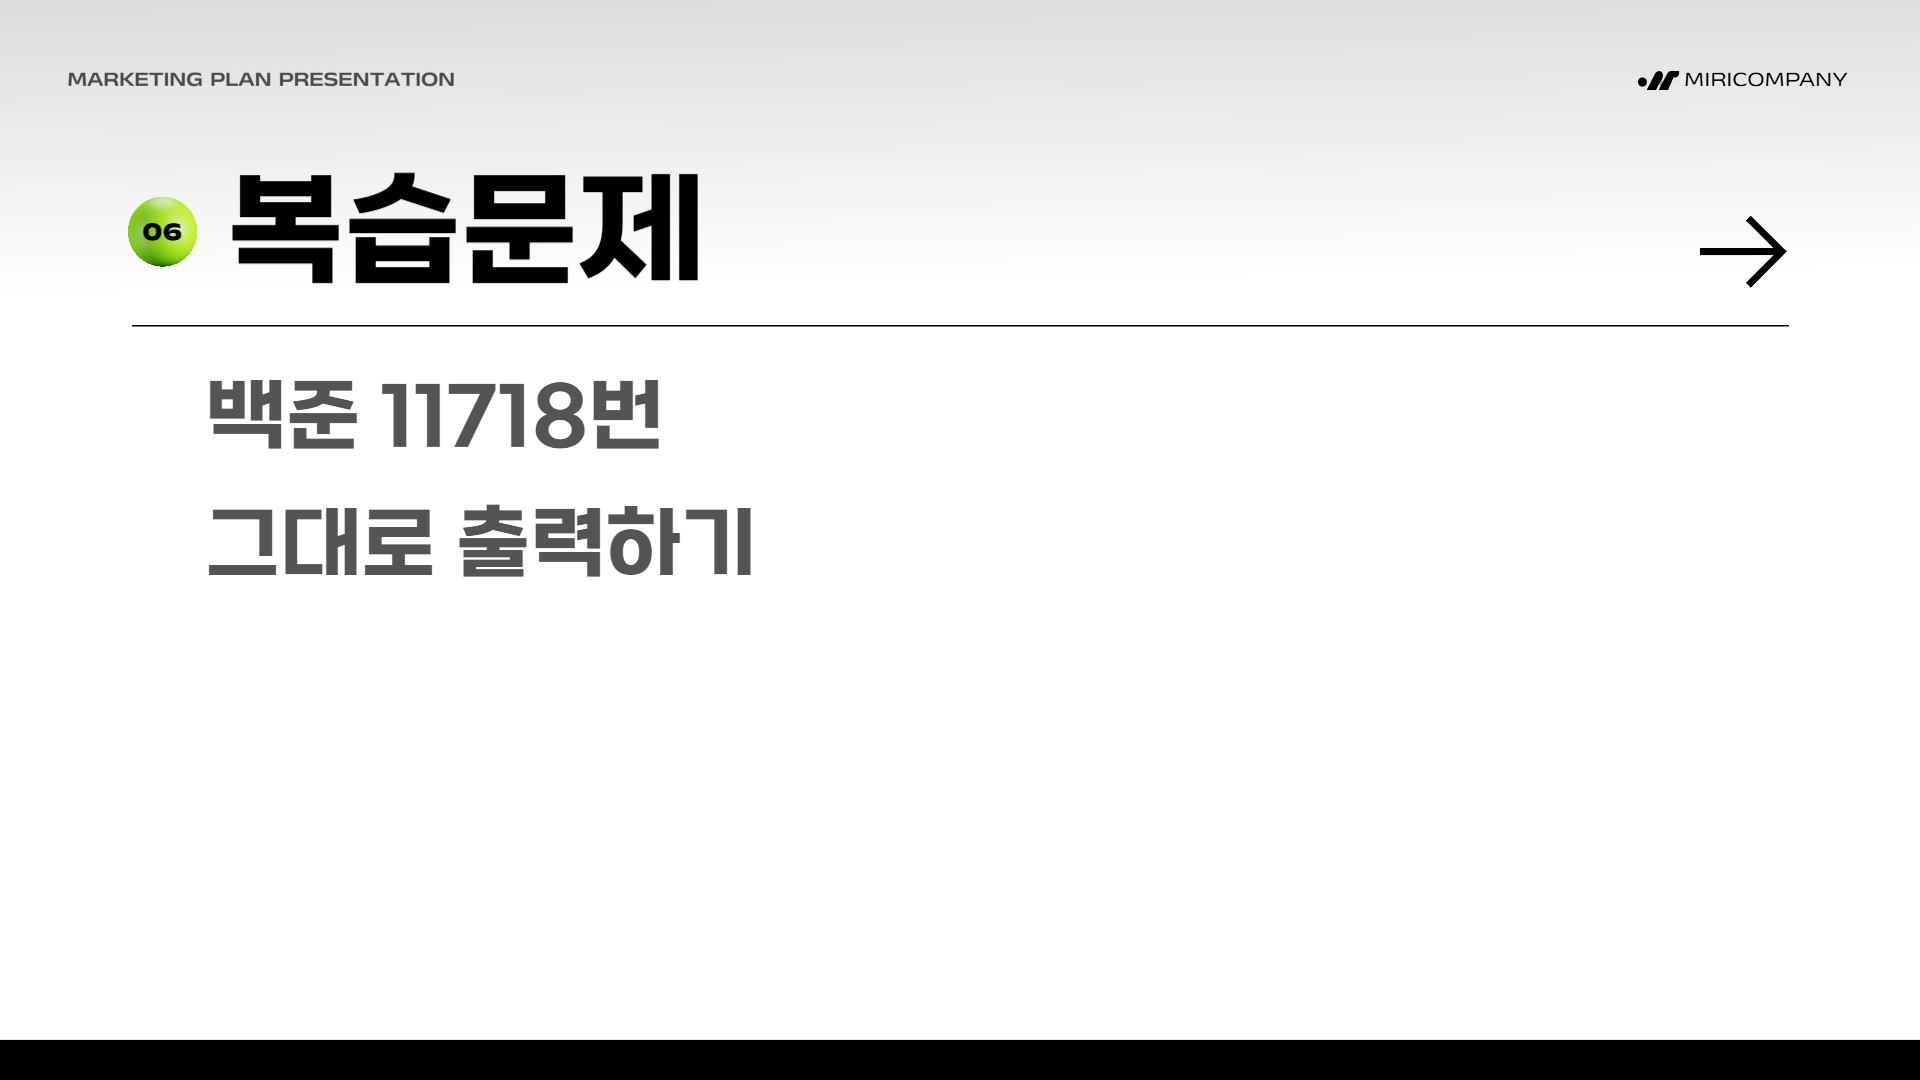 MARKETING PLAN PRESENTATION
MIRICOMPANY
06 복습문제
백준 11718번
그대로 출력하기